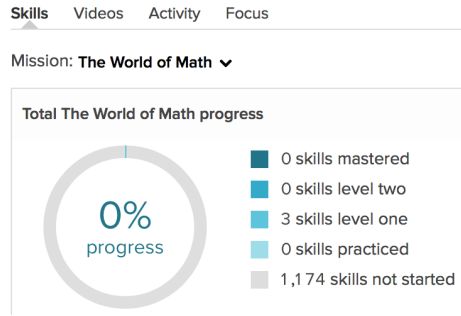 Skills Videos Activity Focus
Mission: The World of Math
Total The World of Math progress
0 skills mastered
0 skills level two
3 skills level one
0 skills practiced
1,174 skills not started
0%
progress